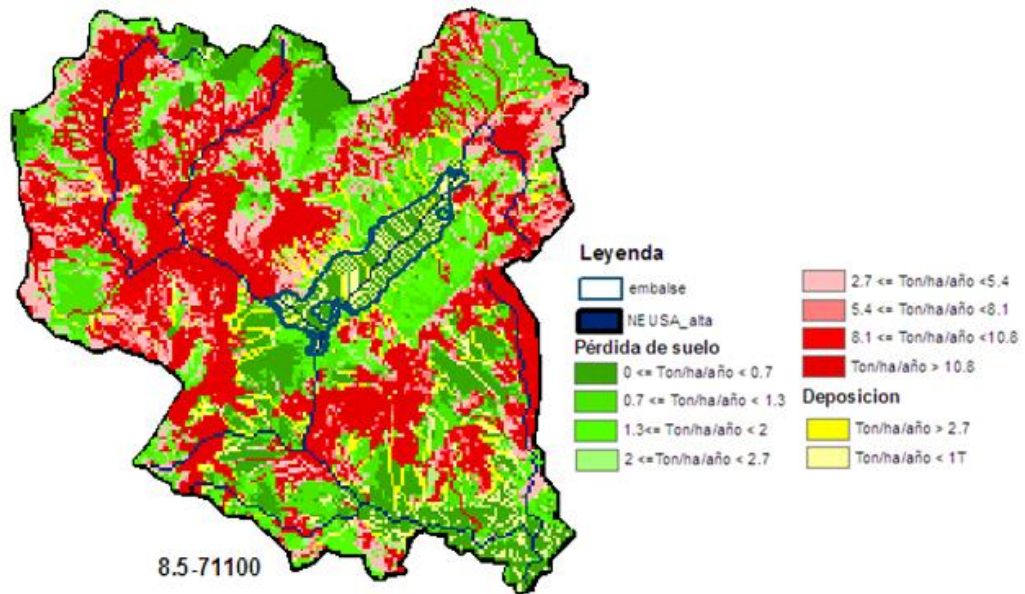 Leyenda
embalse
NEUSA_alta
Pérdida de suelo
0 <= Ton/ha/año < 0.7
0.7 <= Ton/ha/año < 1.3
1.3<= Ton/ha/año < 2
2 <=Ton/ha/año < 2.7
2.7 <= Ton/ha/año <5.4
5.4 <= Ton/ha/año <8.1
8.1 <= Ton/ha/año <10.8
Ton/ha/año > 10.8
Deposicion
Ton/ha/año > 2.7
Ton/ha/año < 1T
8.5-71100